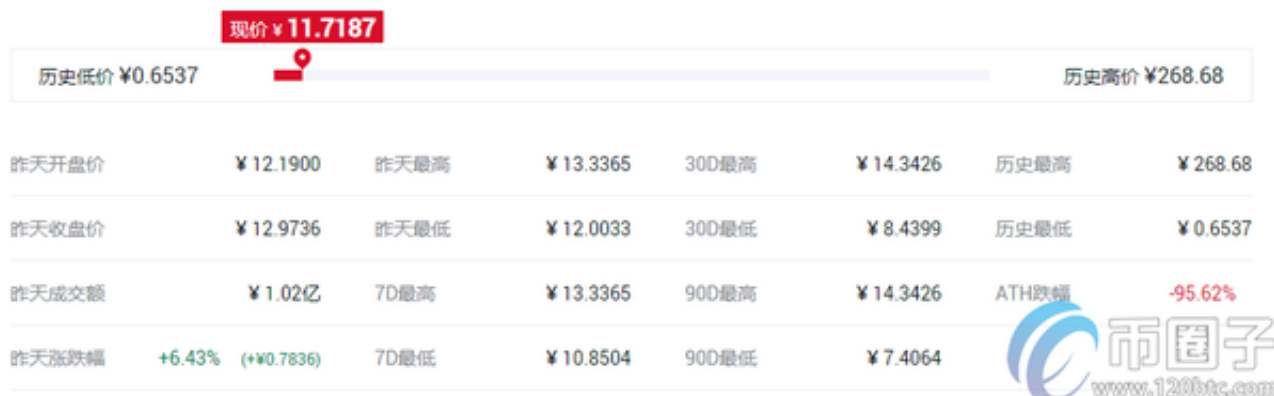 现价 ¥ 11.7187
历史低价 ¥0.6537 历史高价 ¥268.68
昨天开盘价 ¥ 12.1900 昨天最高 ¥ 13.3365 30D最高 ¥ 14.3426 历史最高 ¥ 268.68
昨天收盘价 ¥ 12.9736 昨天最低 ¥ 12.0033 30D最低 ¥ 8.4399 历史最低 ¥ 0.6537
昨天成交额 ¥ 1.02亿 7D最高 ¥ 13.3365 90D最高 ¥ 14.3426 ATH跌幅 -95.62%
昨天涨跌幅 +6.43% (+¥0.7836) 7D最低 ¥ 10.8504 90D最低 ¥ 7.4064
币圈子
www.120btc.com